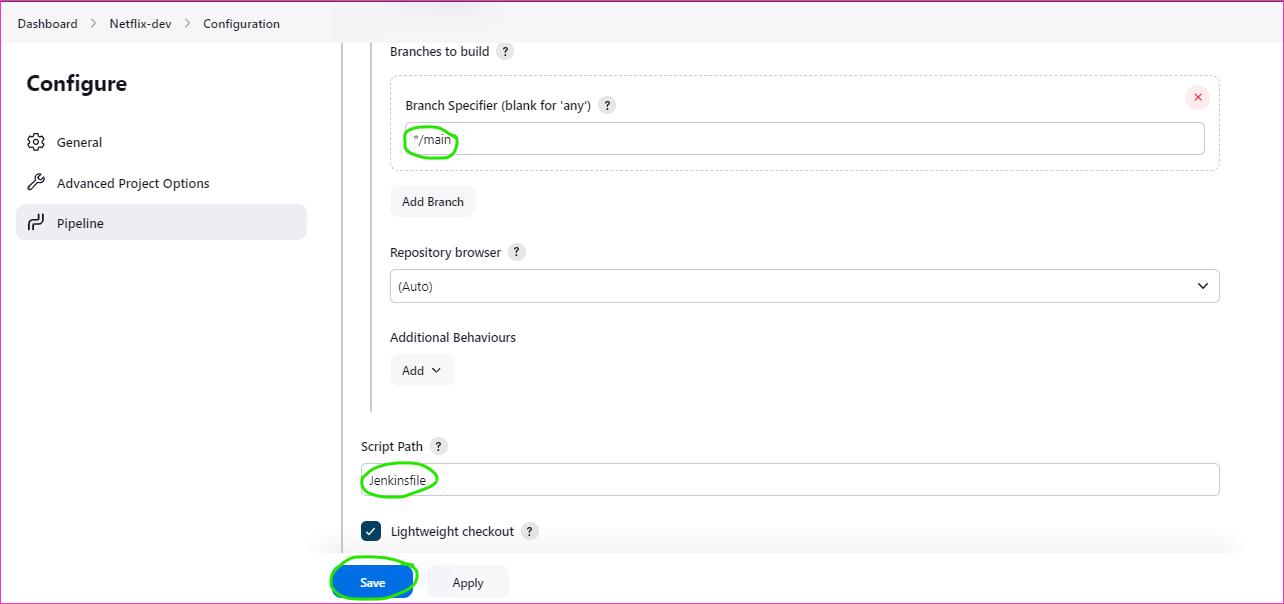 Dashboard > Netflix-dev > Configuration
Configure
General
Advanced Project Options
Pipeline
Branches to build ?
Branch Specifier (blank for 'any') ?
*/main
Add Branch
Repository browser ?
(Auto)
Additional Behaviours
Add
Script Path ?
Jenkinsfile
Lightweight checkout ?
Save Apply